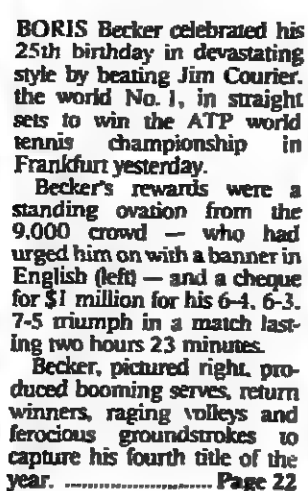 BORIS Becker celebrated his
25th birthday in devastating
style by beating Jim Courier,
the world No. 1, in straight
sets to win the ATP world
tennis championship in
Frankfurt yesterday.
Becker's rewards were a
standing ovation from the
9,000 crowd — who had
urged him on with a banner in
English (left) — and a cheque
for $1 million for his 6-4, 6-3,
7-5 triumph in a match last-
ing two hours 23 minutes.
Becker, pictured right, pro-
duced booming serves, return
winners, raging volleys and
ferocious groundstrokes to
capture his fourth title of the
year. ........................ Page 22